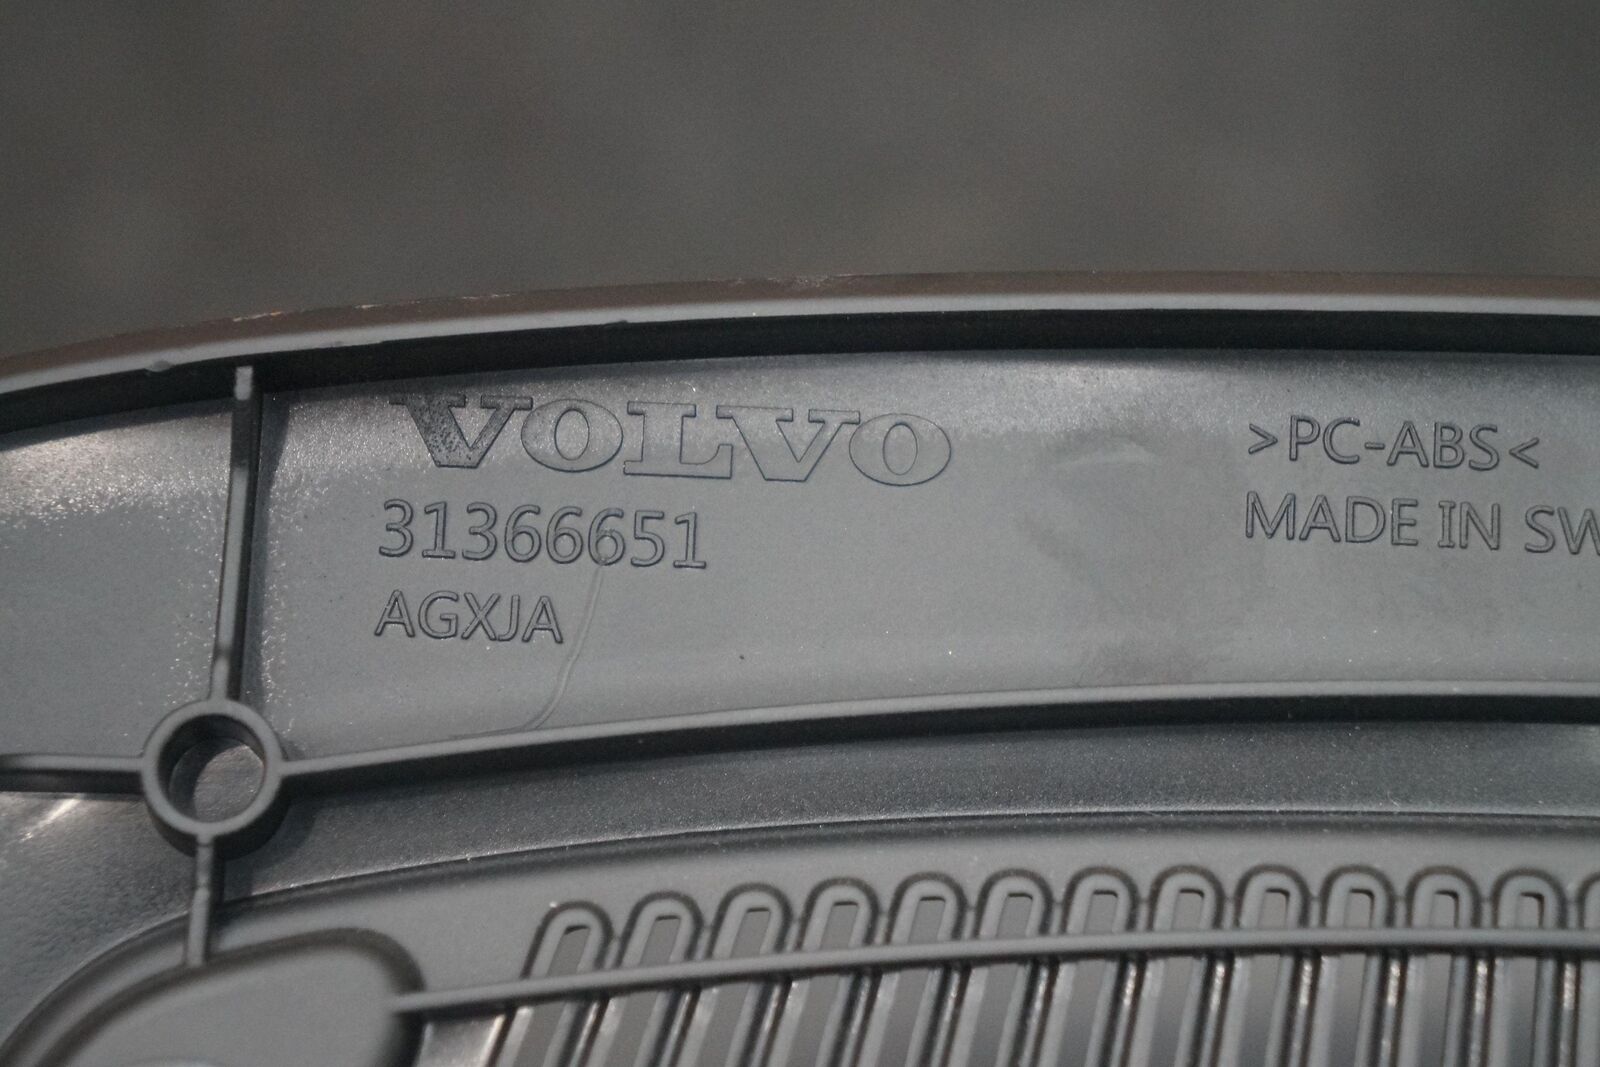 VOLVO
31366651
AGXJA
>PC-ABS<
MADE IN SW